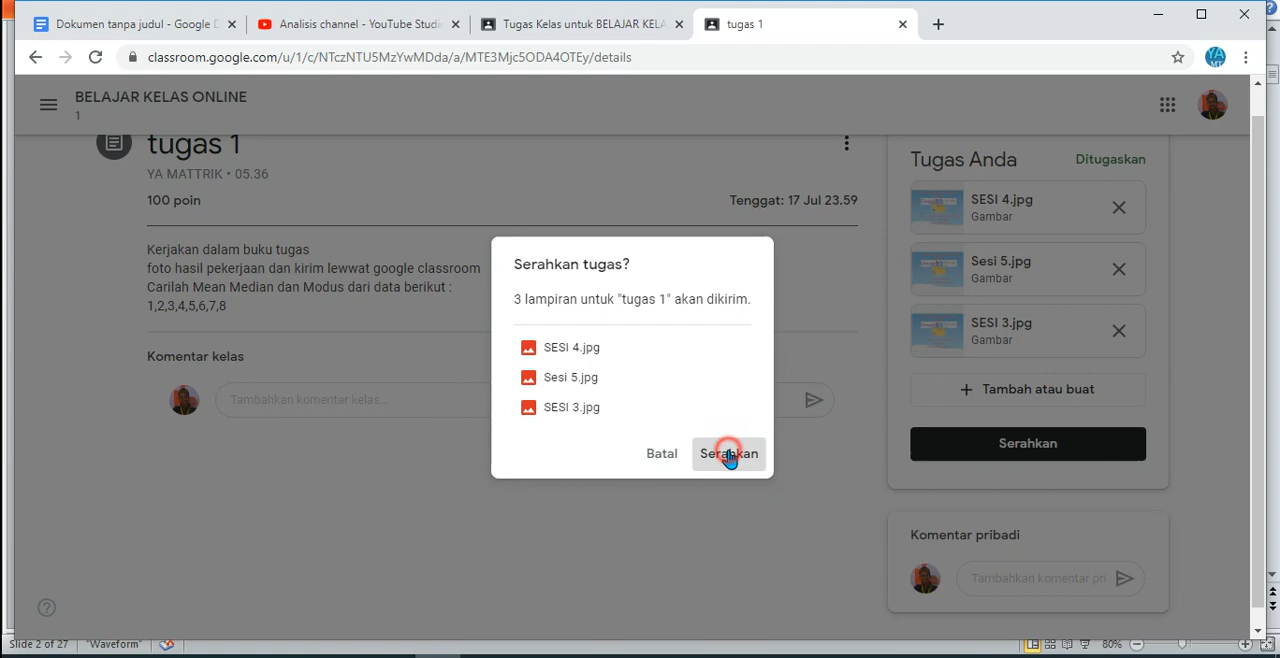 Dokumen tanpa judul - Google D
Analisis channel - YouTube Studi
Tugas Kelas untuk BELAJAR KELA
tugas 1
classroom.google.com/u/1/c/NTczNTU5MzYwMDda/a/MTE3Mjc5ODA4OTEy/details
BELAJAR KELAS ONLINE
1
tugas 1
YA MATTRIK • 05.36
100 poin
Tenggat: 17 Jul 23.59
Kerjakan dalam buku tugas
foto hasil pekerjaan dan kirim lewwat google classroom
Carilah Mean Median dan Modus dari data berikut :
1,2,3,4,5,6,7,8
Komentar kelas
Tambahkan komentar kelas...
Serahkan tugas?
3 lampiran untuk "tugas 1" akan dikirim.
SESI 4.jpg
Sesi 5.jpg
SESI 3.jpg
Batal
Serahkan
Tugas Anda
Ditugaskan
SESI 4.jpg
Gambar
Sesi 5.jpg
Gambar
SESI 3.jpg
Gambar
+ Tambah atau buat
Serahkan
Komentar pribadi
Tambahkan komentar pri
Slide 2 of 27
"Waveform"
80%